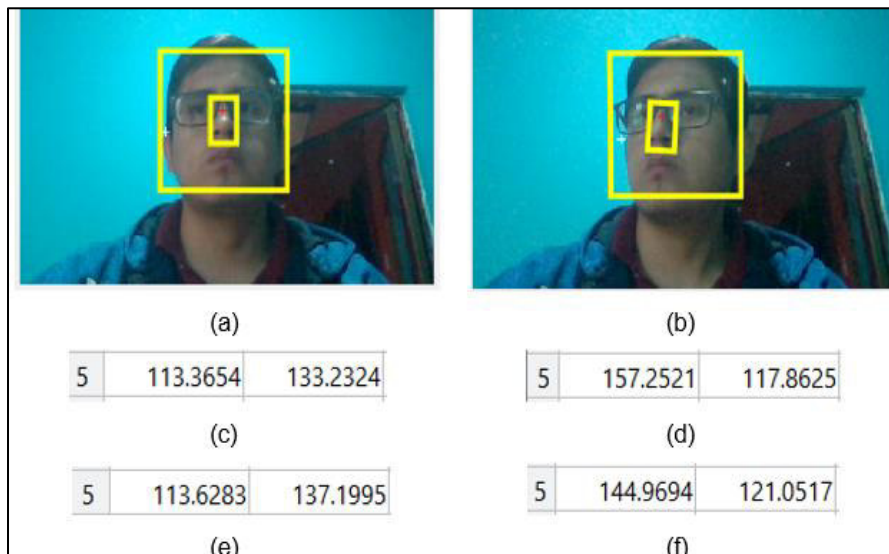 (a) (b)
5 113.3654 133.2324 5 157.2521 117.8625
(c) (d)
5 113.6283 137.1995 5 144.9694 121.0517
(e) (f)